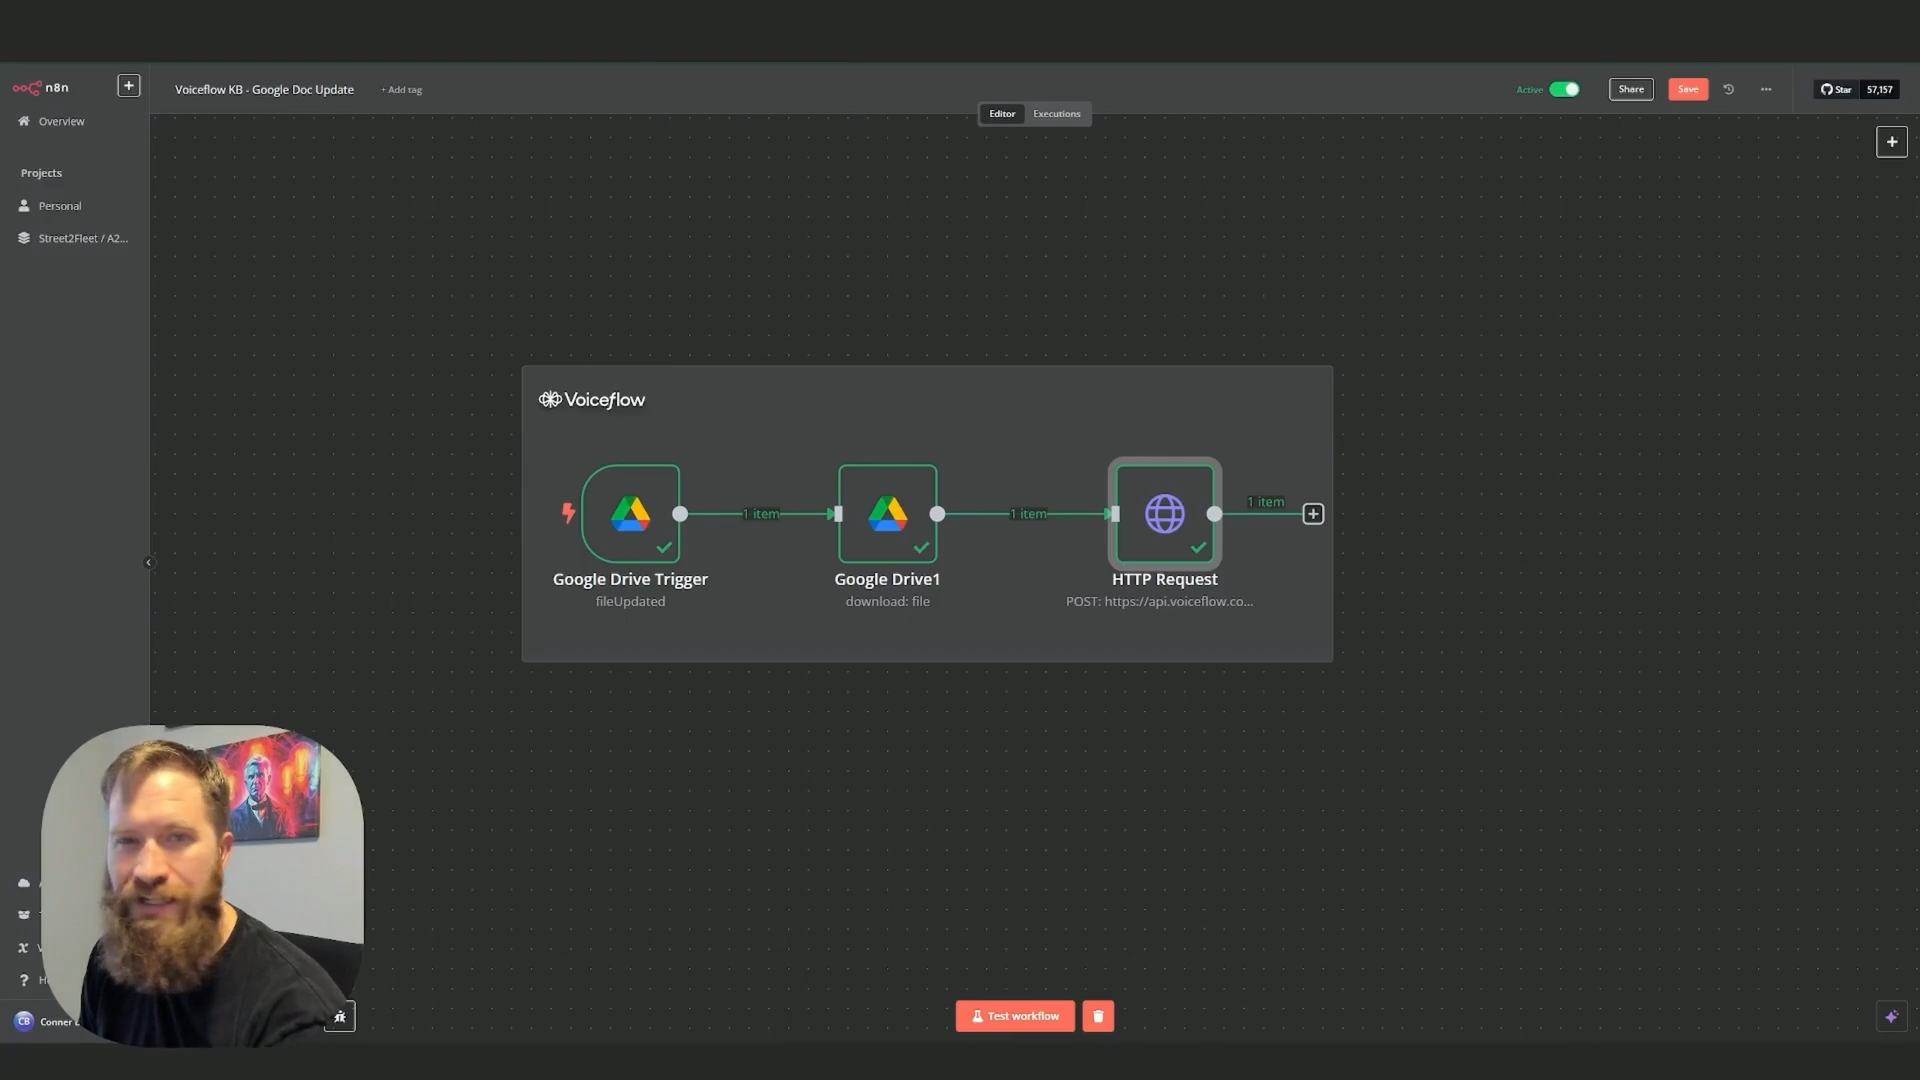 n8n
Voiceflow KB - Google Doc Update
+ Add tag
Active
Share
Save
Star
57,157
Editor
Executions
Overview
Projects
Personal
Street2Fleet / A2...
Voiceflow
1 item
1 item
1 item
Google Drive Trigger
fileUpdated
Google Drive1
download: file
HTTP Request
POST: https://api.voiceflow.co...
CB
Conner
Test workflow